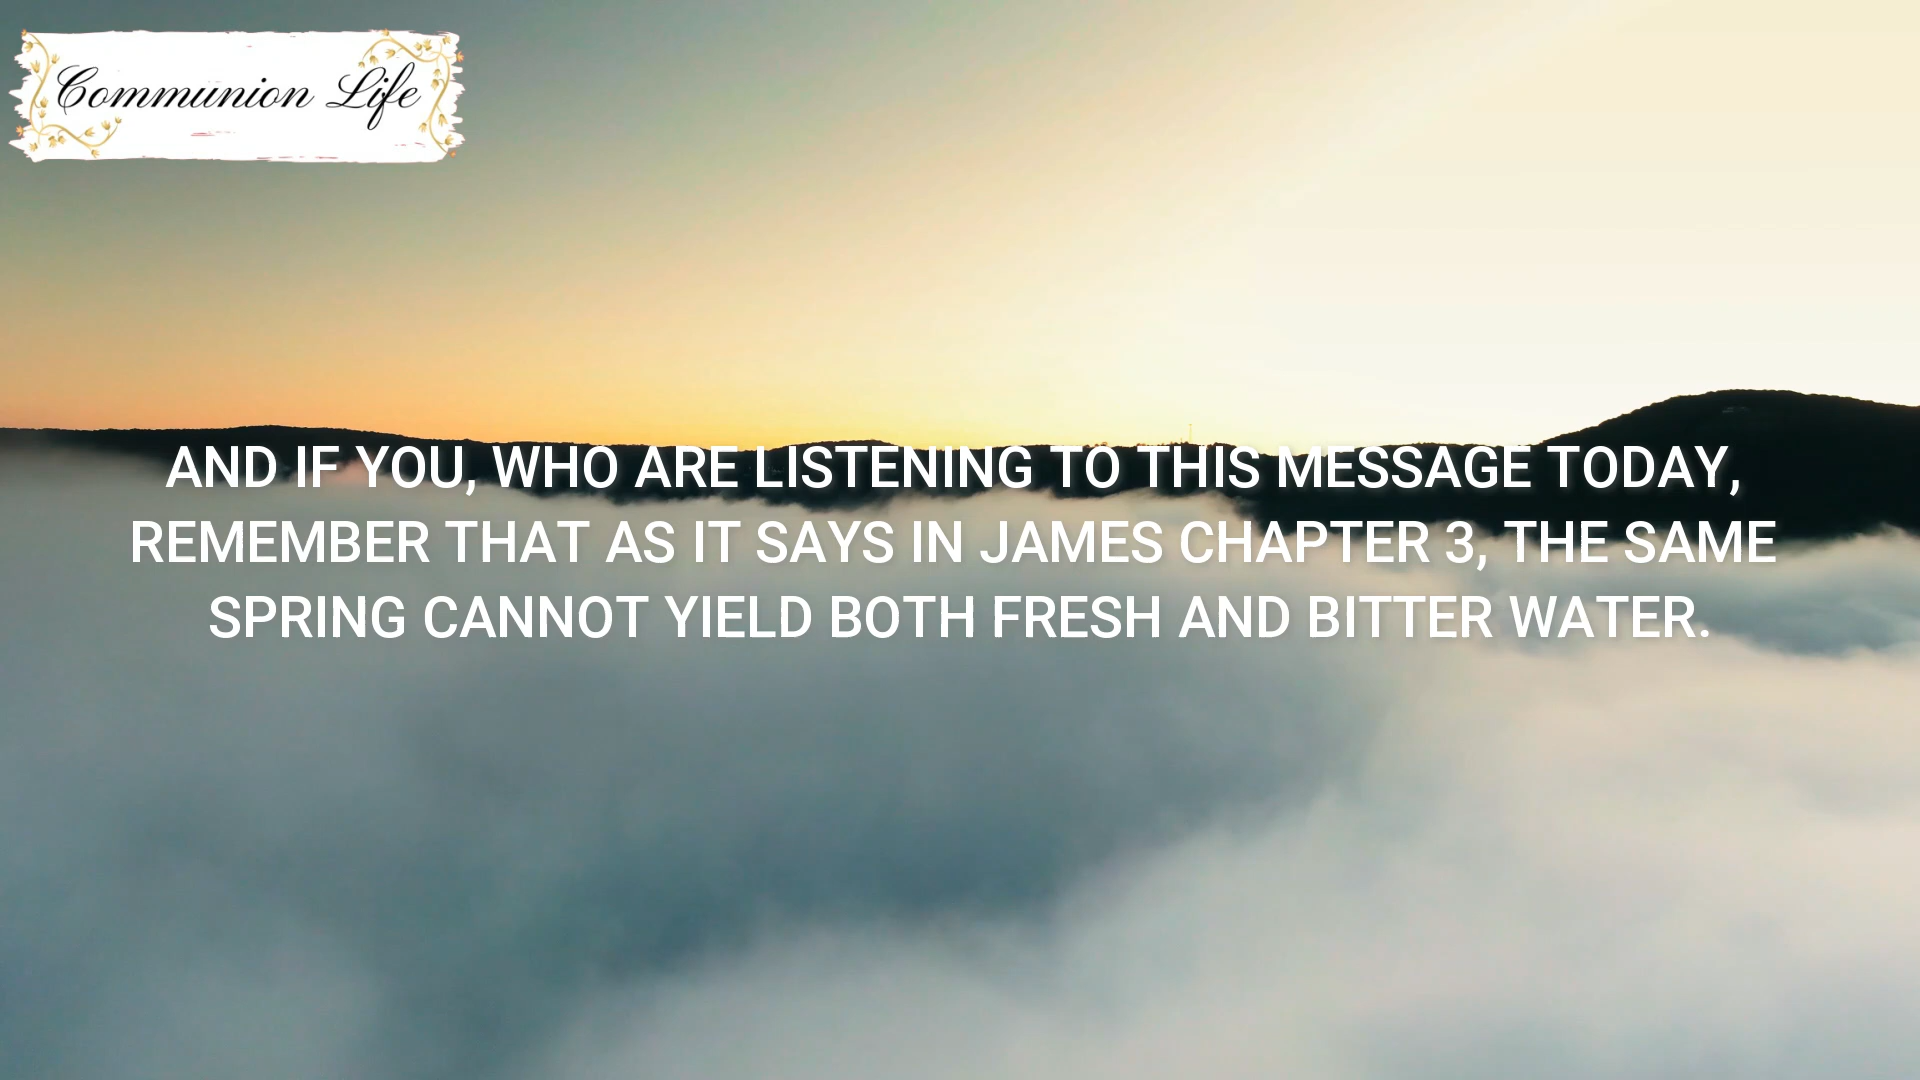 Communion Life
AND IF YOU, WHO ARE LISTENING TO THIS MESSAGE TODAY,
REMEMBER THAT AS IT SAYS IN JAMES CHAPTER 3, THE SAME
SPRING CANNOT YIELD BOTH FRESH AND BITTER WATER.